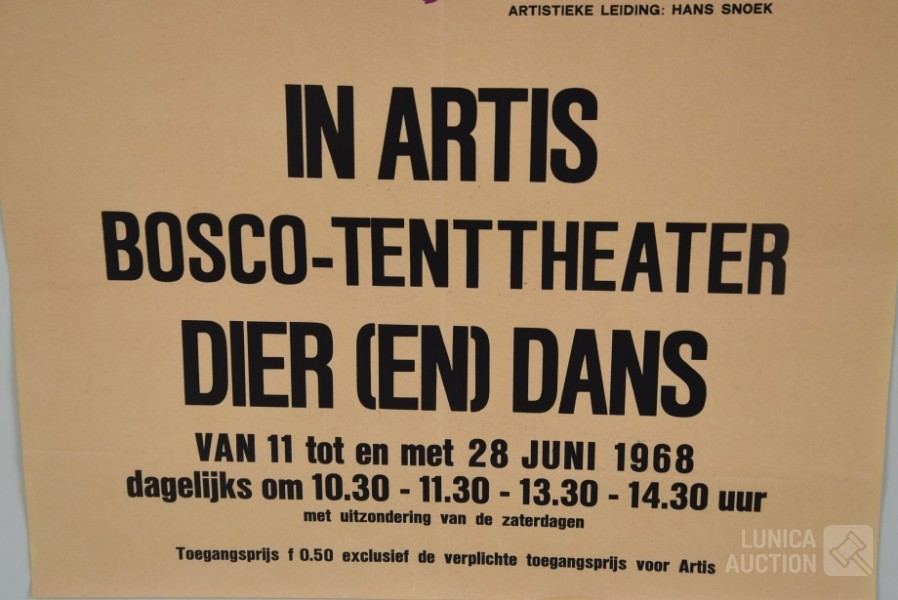 ARTISTIEKE LEIDING: HANS SNOEK
IN ARTIS
BOSCO-TENTTHEATER
DIER (EN) DANS
VAN 11 tot en met 28 JUNI 1968
dagelijks om 10.30 - 11.30 - 13.30 - 14.30 uur
met uitzondering van de zaterdagen
Toegangsprijs f 0.50 exclusief de verplichte toegangsprijs voor Artis
LUNICA
AUCTION